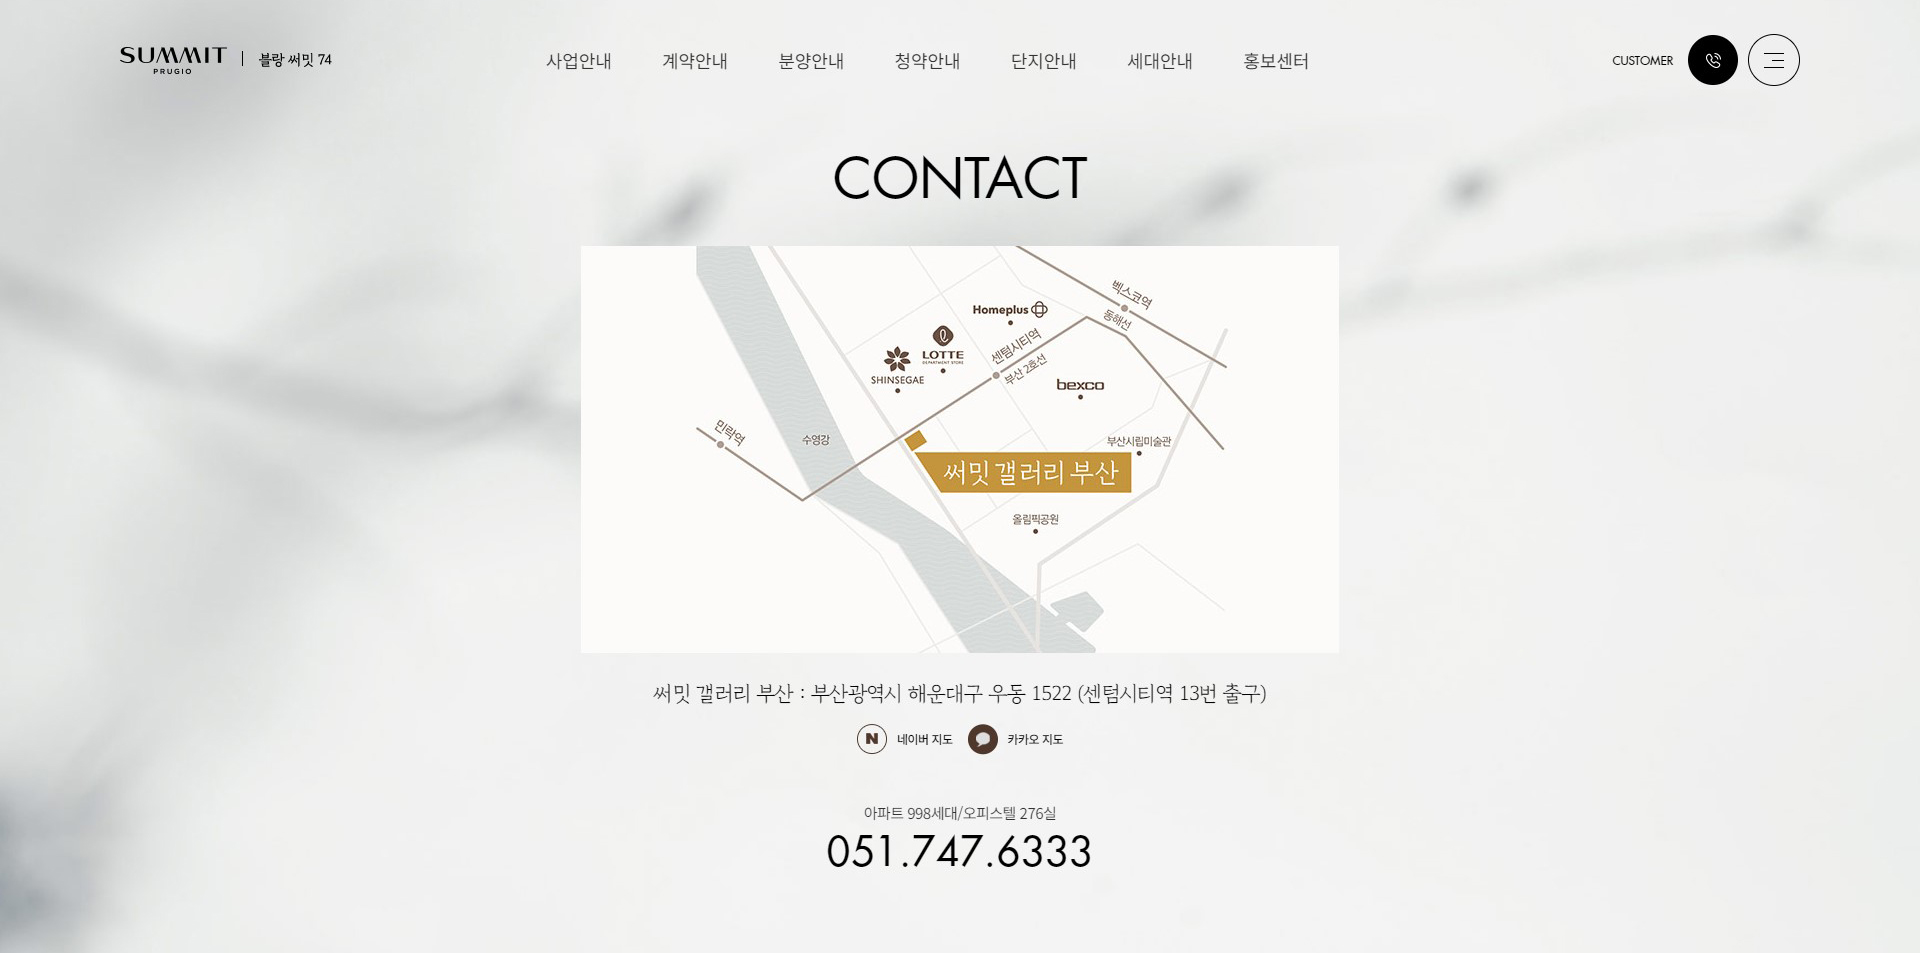 SUMMIT
PRUGIO
블랑 써밋 74
사업안내 계약안내 분양안내 청약안내 단지안내 세대안내 홍보센터
CUSTOMER
CONTACT
벡스코역
동해선
Homeplus
센텀시티역
부산 2호선
LOTTE
DEPARTMENT STORE
SHINSEGAE
bexco
민락역
수영강
부산시립미술관
써밋 갤러리 부산
올림픽공원
써밋 갤러리 부산 : 부산광역시 해운대구 우동 1522 (센텀시티역 13번 출구)
N 네이버 지도 카카오 지도
아파트 998세대/오피스텔 276실
051.747.6333